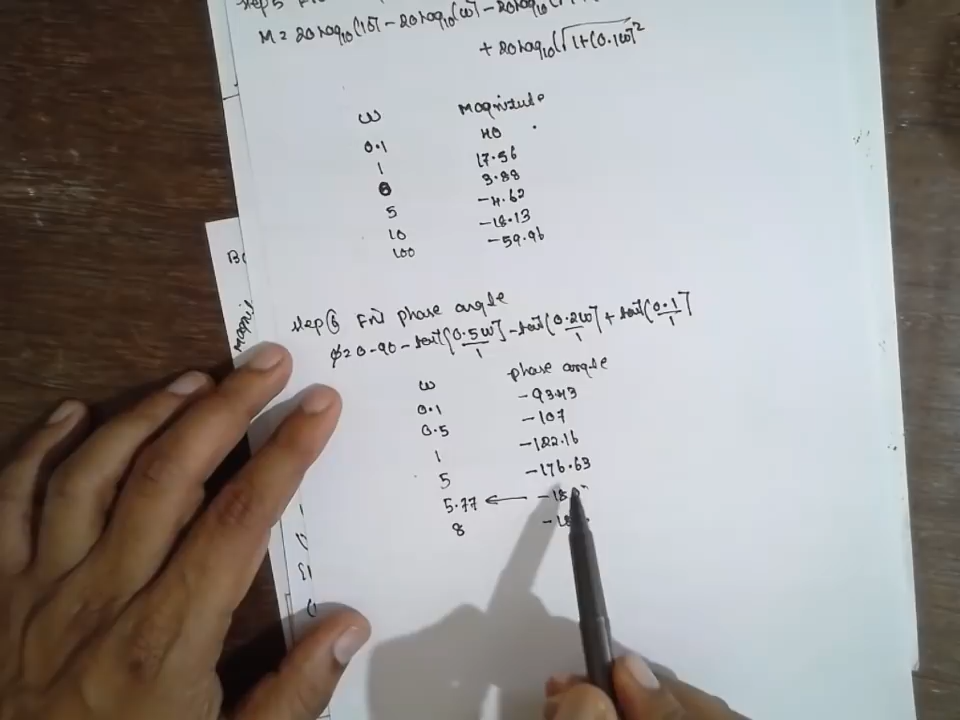 M = 20log10(10) - 20log10(ω) - 20log10(
+ 20log10(√1+(0.1ω)²
ω Magnitude
0.1 40
1 17.56
3.88
5 -4.62
10 -18.13
100 -59.96
step 6 Fn phase angle
φ = 0-90-tan⁻¹(0.5ω/1)-tan⁻¹(0.2ω/1)+tan⁻¹(0.1/1)
ω phase angle
0.1 -93.43
0.5 -107
1 -122.16
5 -176.63
5.77 ←
8